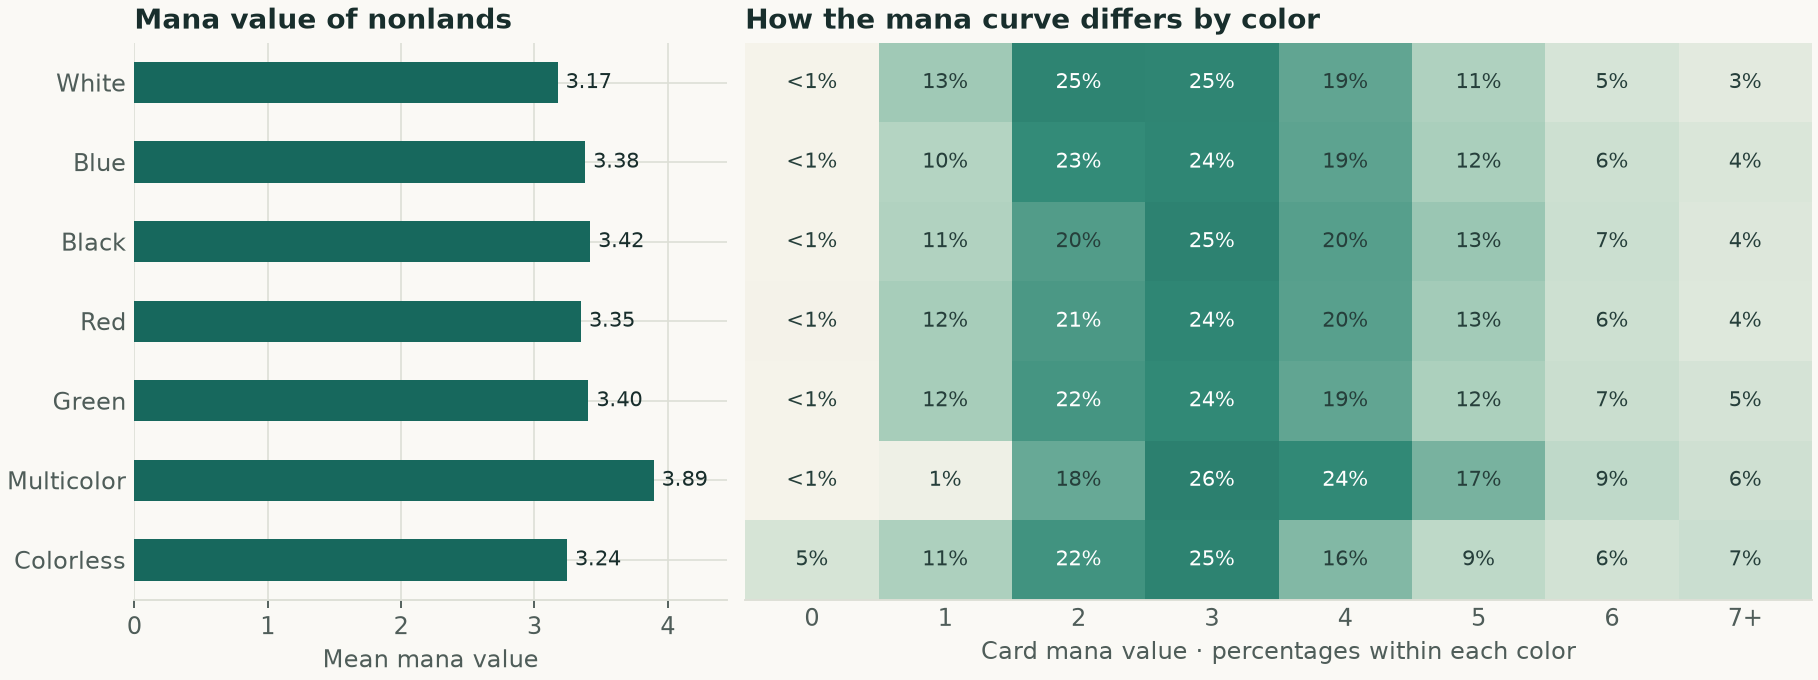 Mana value of nonlands
White 3.17
Blue 3.38
Black 3.42
Red 3.35
Green 3.40
Multicolor 3.89
Colorless 3.24
0 1 2 3 4
Mean mana value
How the mana curve differs by color
<1% 13% 25% 25% 19% 11% 5% 3%
<1% 10% 23% 24% 19% 12% 6% 4%
<1% 11% 20% 25% 20% 13% 7% 4%
<1% 12% 21% 24% 20% 13% 6% 4%
<1% 12% 22% 24% 19% 12% 7% 5%
<1% 1% 18% 26% 24% 17% 9% 6%
5% 11% 22% 25% 16% 9% 6% 7%
0 1 2 3 4 5 6 7+
Card mana value · percentages within each color